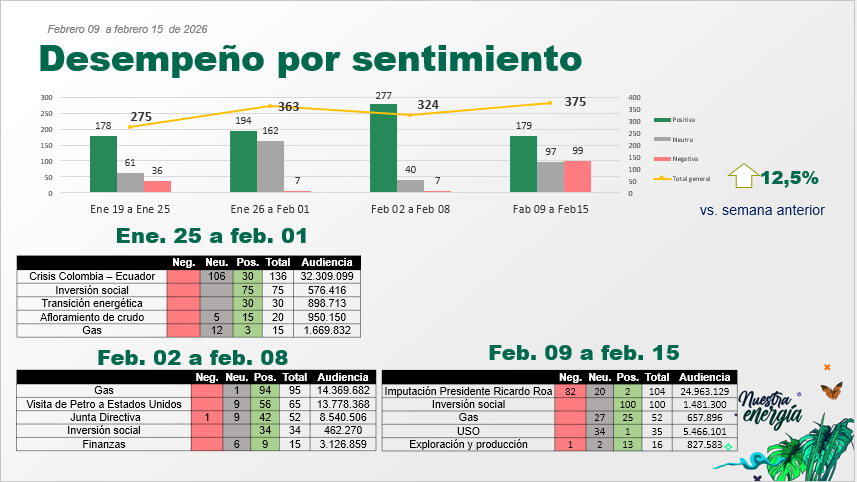 Febrero 09 a febrero 15 de 2026
Desempeño por sentimiento
300 250 200 150 100 50 0
400 350 300 250 200 150 100 50 0
178 61 36 275
194 162 7 363
277 40 7 324
179 97 99 375
Ene 19 a Ene 25 Ene 26 a Feb 01 Feb 02 a Feb 08 Fab 09 a Feb15
Positiva
Neutra
Negativa
Total general
12,5%
vs. semana anterior
Ene. 25 a feb. 01
Neg. Neu. Pos. Total Audiencia
Crisis Colombia – Ecuador 106 30 136 32.309.099
Inversión social 75 75 576.416
Transición energética 30 30 898.713
Afloramiento de crudo 5 15 20 950.150
Gas 12 3 15 1.669.832
Feb. 02 a feb. 08
Neg. Neu. Pos. Total Audiencia
Gas 1 94 95 14.369.682
Visita de Petro a Estados Unidos 9 56 65 13.778.368
Junta Directiva 1 9 42 52 8.540.506
Inversión social 34 34 462.270
Finanzas 6 9 15 3.126.859
Feb. 09 a feb. 15
Neg. Neu. Pos. Total Audiencia
Imputación Presidente Ricardo Roa 82 20 2 104 24.963.129
Inversión social 100 100 1.481.300
Gas 27 25 52 657.896
USO 34 1 35 5.466.101
Exploración y producción 1 2 13 16 827.583
Nuestra
energía